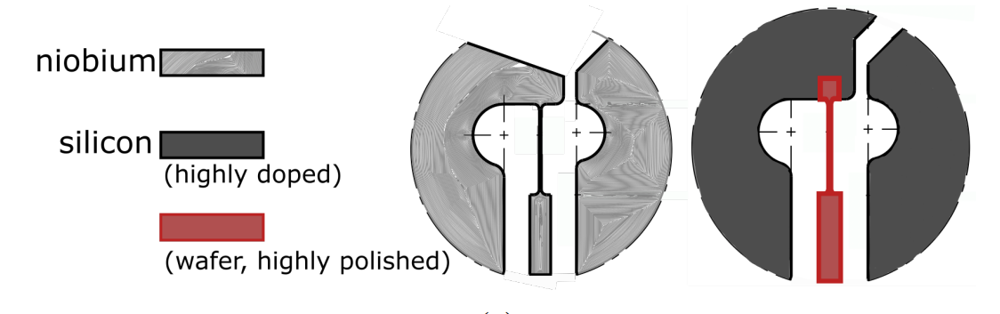 niobium
silicon
(highly doped)
(wafer, highly polished)